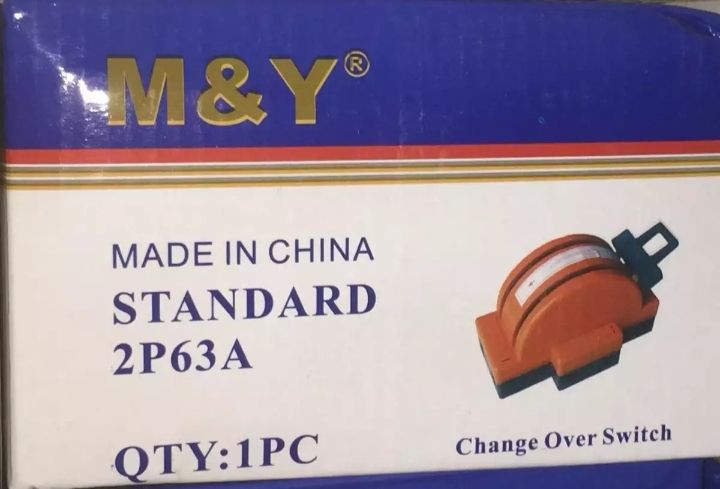 M&Y®
MADE IN CHINA
STANDARD
2P63A
QTY:1PC
Change Over Switch